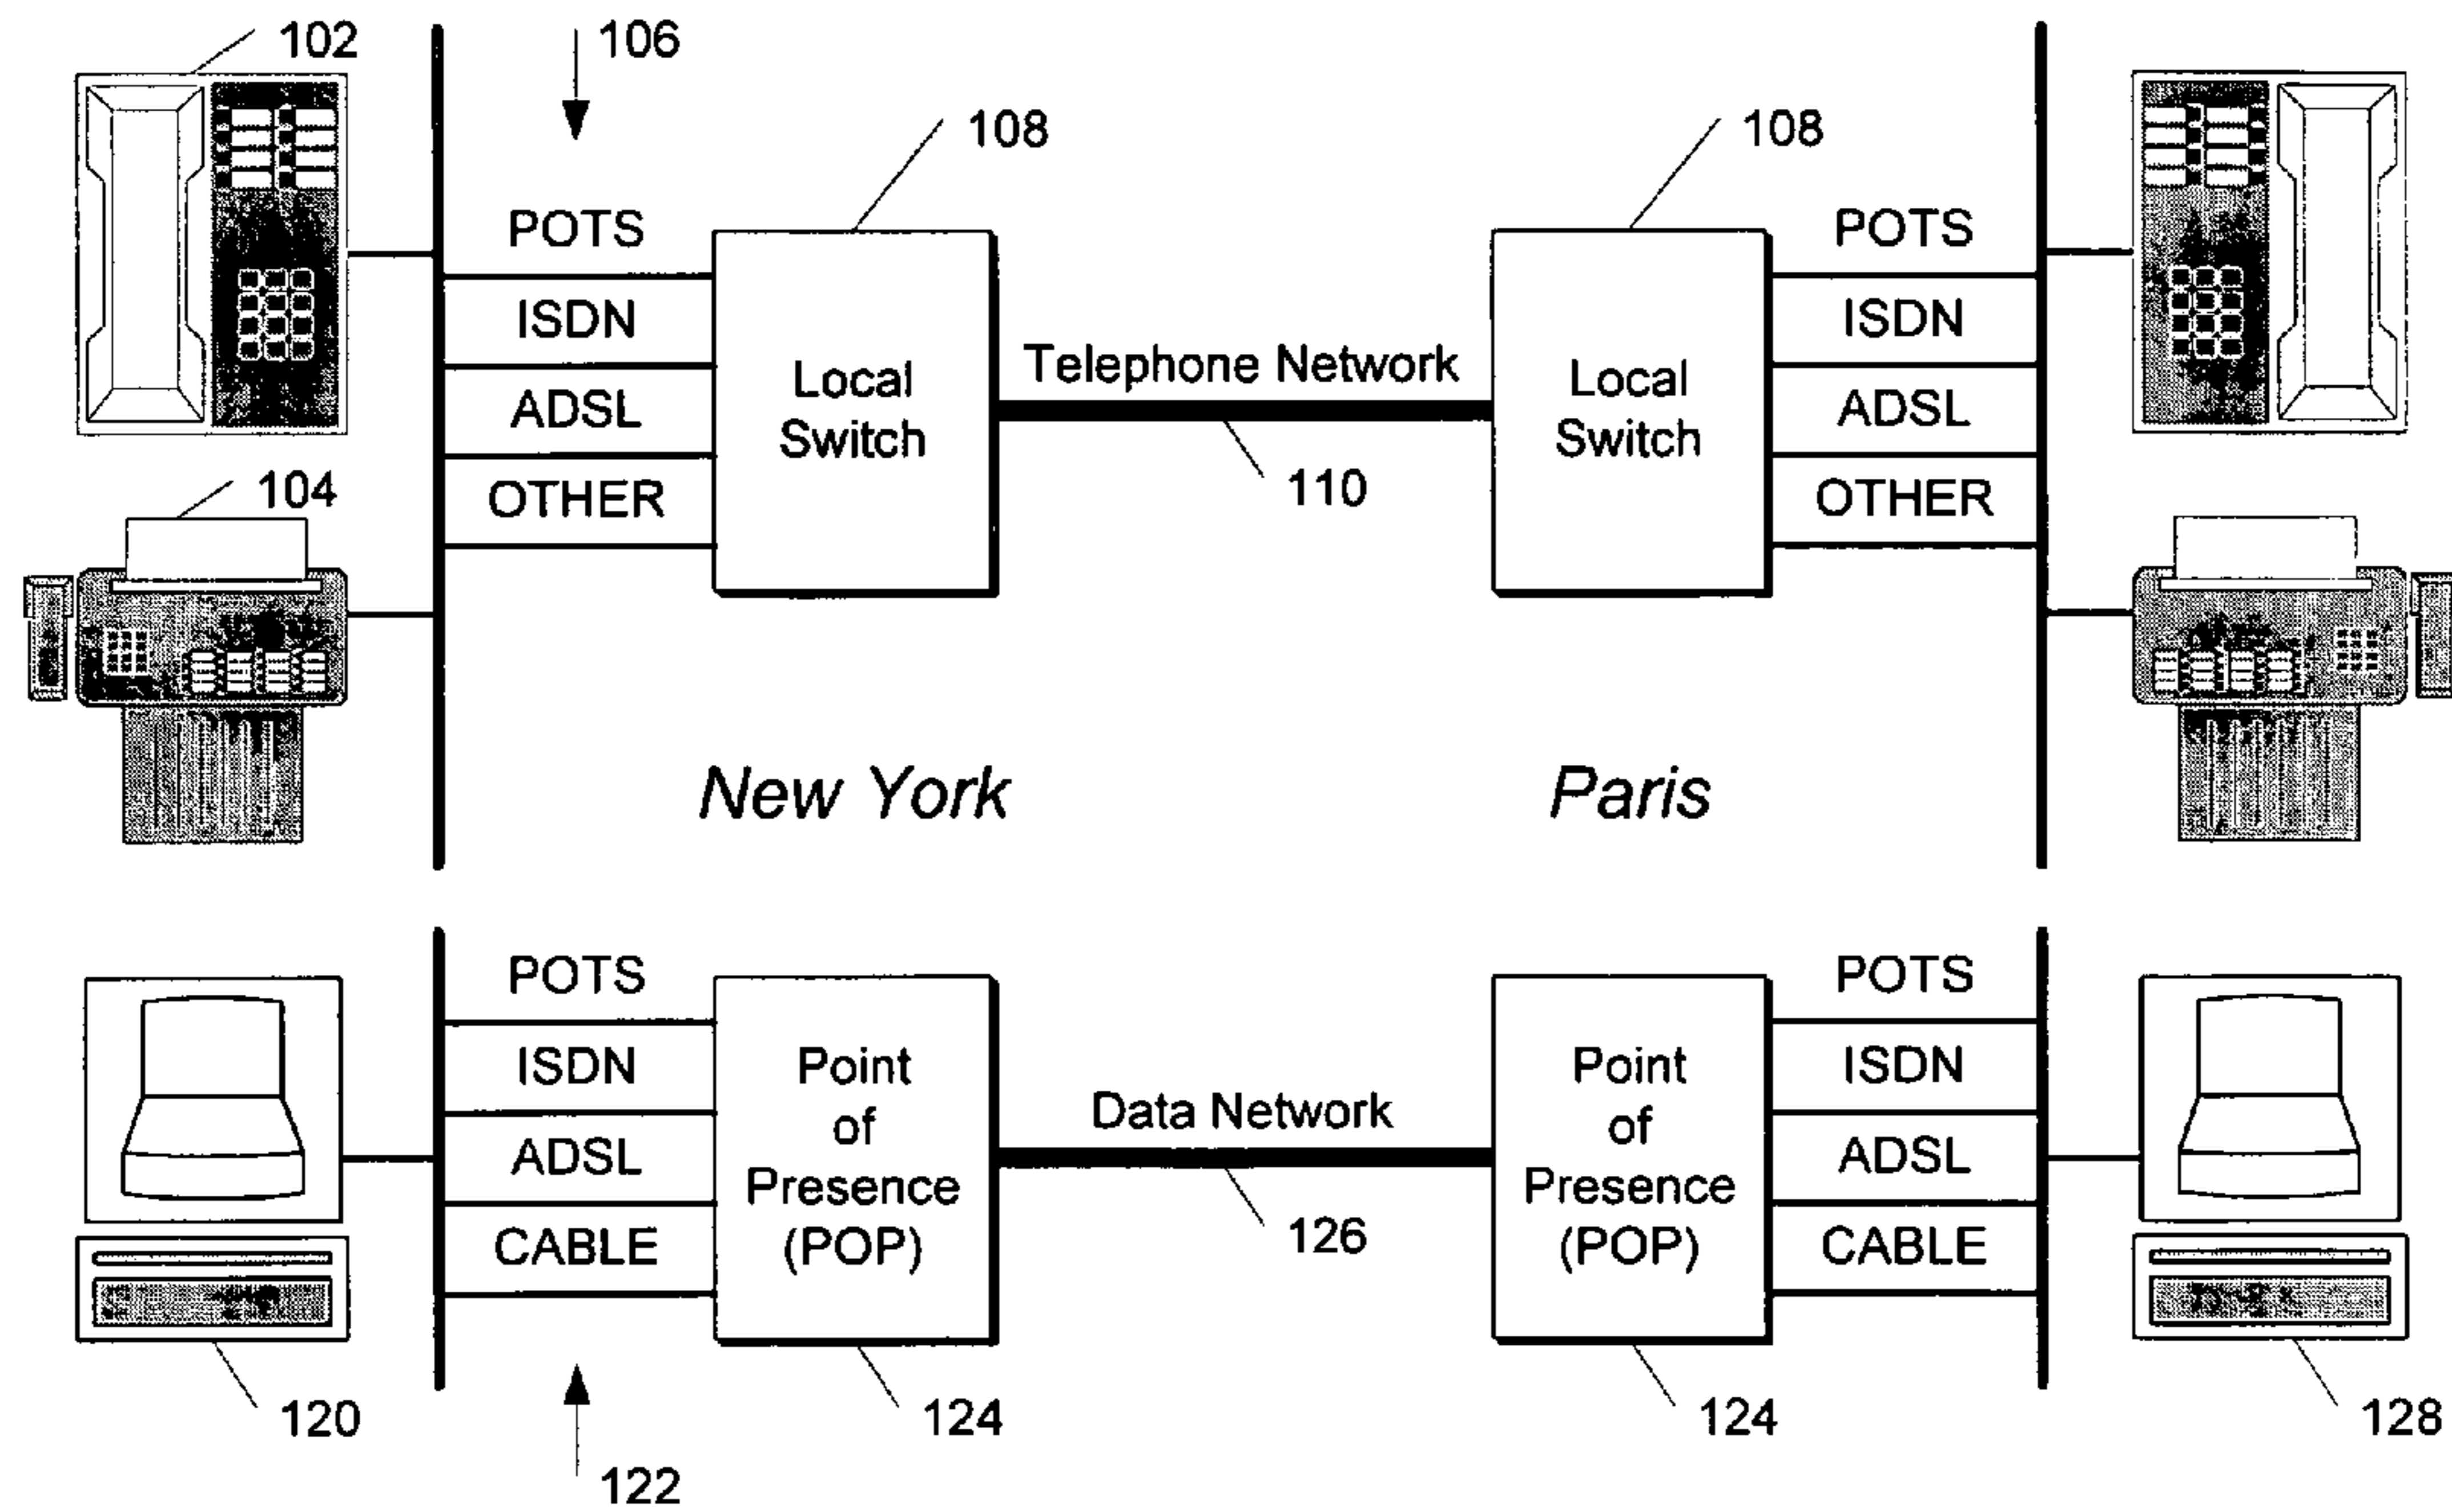 102
106
108
108
POTS
ISDN
ADSL
OTHER
Local
Switch
Telephone Network
110
Local
Switch
POTS
ISDN
ADSL
OTHER
104
New York
Paris
POTS
ISDN
ADSL
CABLE
Point
of
Presence
(POP)
Data Network
126
Point
of
Presence
(POP)
POTS
ISDN
ADSL
CABLE
120
122
124
124
128